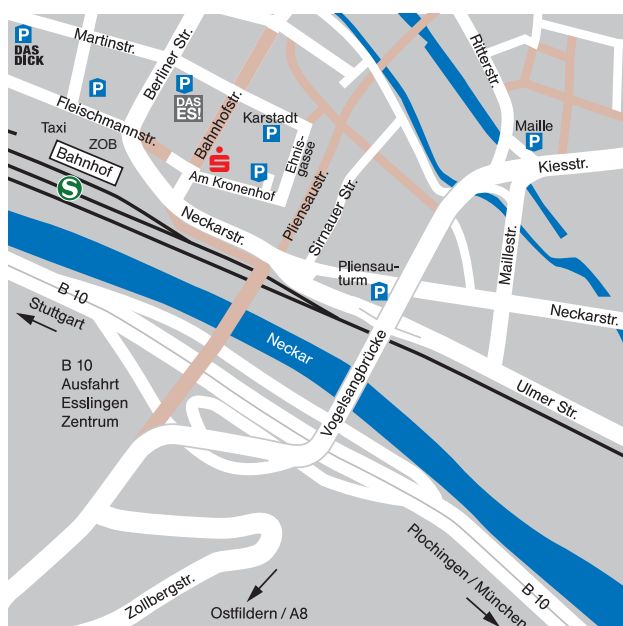 P
DAS
DICK
Martinstr.
Berliner Str.
P
P
DAS
ES!
Bahnhofstr.
Karstadt
P
Ehnis-
gasse
Fleischmannstr.
Taxi
ZOB
Bahnhof
S
S
P
Am Kronenhof
Neckarstr.
Pliensaustr.
Sirnauer Str.
Ritterstr.
Maille
P
Kiesstr.
Maillestr.
Pliensau-
turm
P
Neckarstr.
B 10
Stuttgart
Neckar
Vogelsangbrücke
Ulmer Str.
B 10
Ausfahrt
Esslingen
Zentrum
Zollbergstr.
Ostfildern / A8
Plochingen / München
B 10